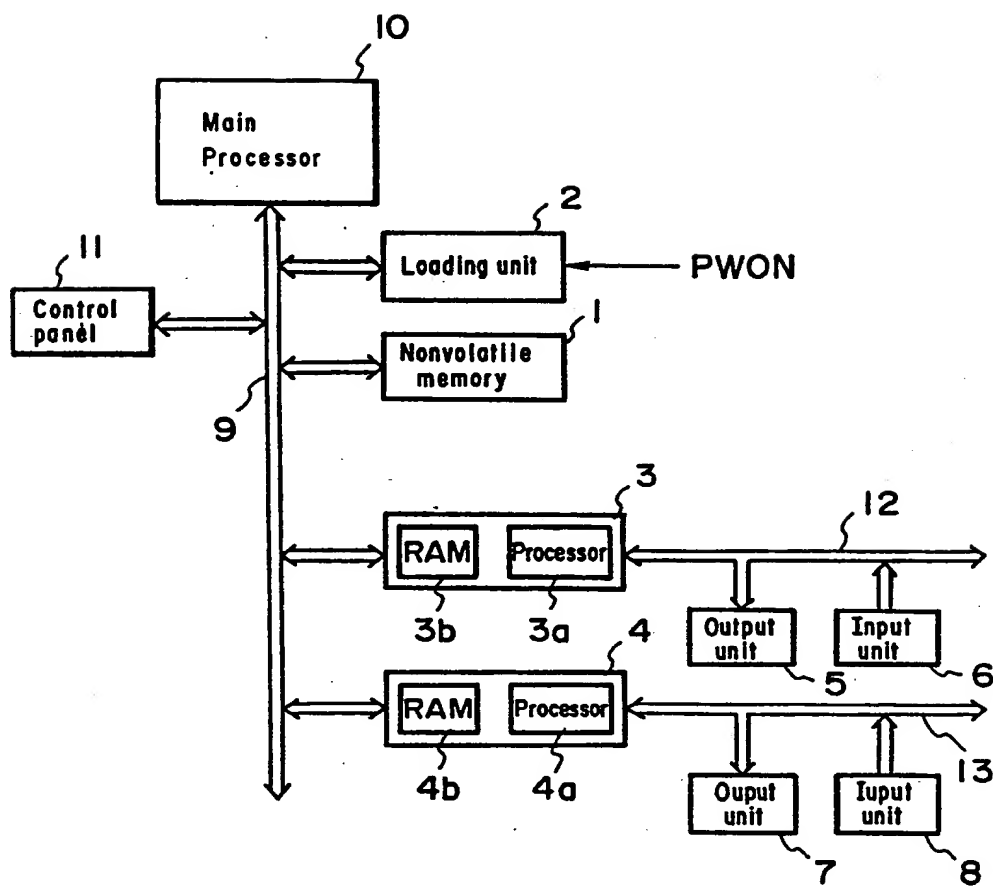 10
Main
Processor
2
Loading unit
PWON
11
Control
panel
1
Nonvolatile
memory
9
3
12
RAM
Processor
3b
3a
Output
unit
5
Input
unit
6
4
RAM
Processor
4b
4a
13
Ouput
unit
7
Iuput
unit
8